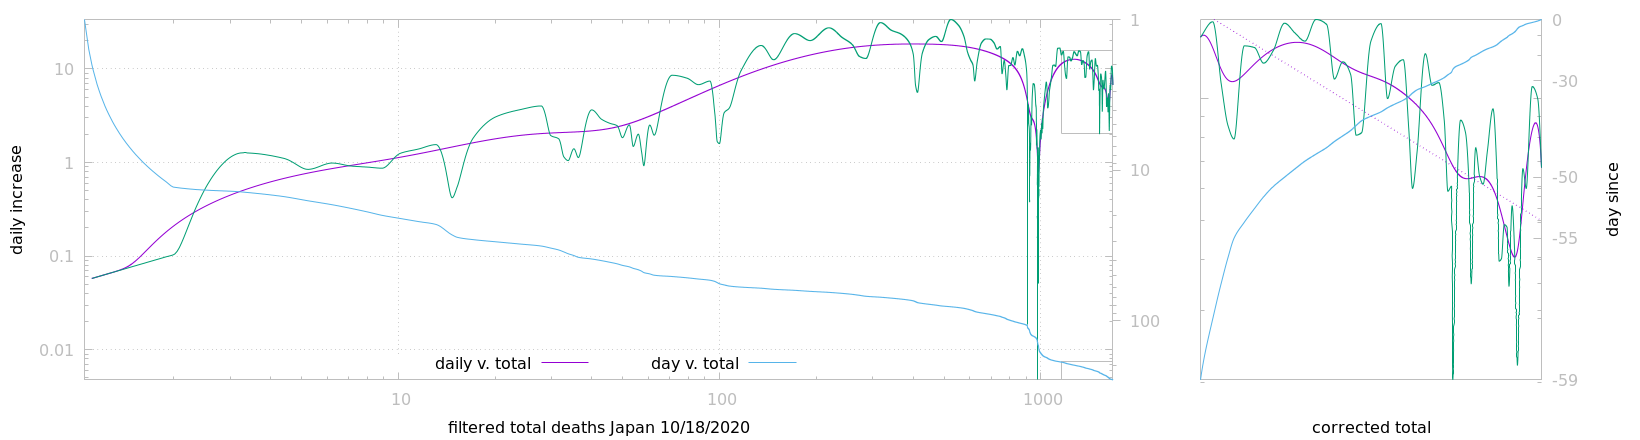 10
1
0.1
0.01
daily increase
daily v. total
day v. total
10
100
1000
filtered total deaths Japan 10/18/2020
1
10
100
0
-30
-50
-55
-59
day since
corrected total